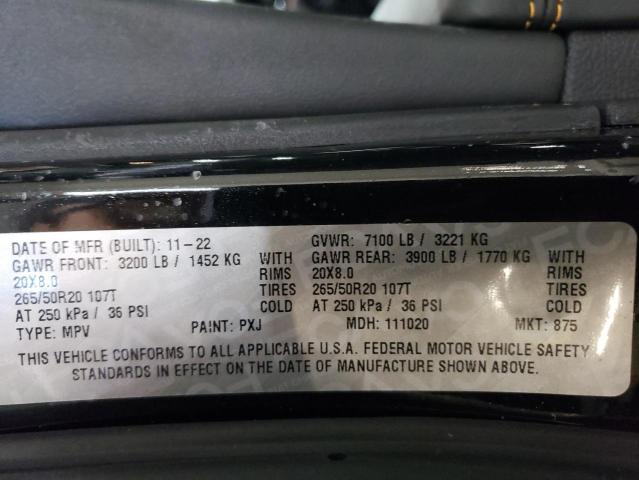 DATE OF MFR (BUILT): 11-22 GVWR: 7100 LB / 3221 KG
GAWR FRONT: 3200 LB / 1452 KG WITH GAWR REAR: 3900 LB / 1770 KG WITH
20X8.0 RIMS 20X8.0 RIMS
265/50R20 107T TIRES 265/50R20 107T TIRES
AT 250 kPa / 36 PSI COLD AT 250 kPa / 36 PSI COLD
TYPE: MPV PAINT: PXJ MDH: 111020 MKT: 875
THIS VEHICLE CONFORMS TO ALL APPLICABLE U.S.A. FEDERAL MOTOR VEHICLE SAFETY
STANDARDS IN EFFECT ON THE DATE OF MANUFACTURE SHOWN ABOVE.